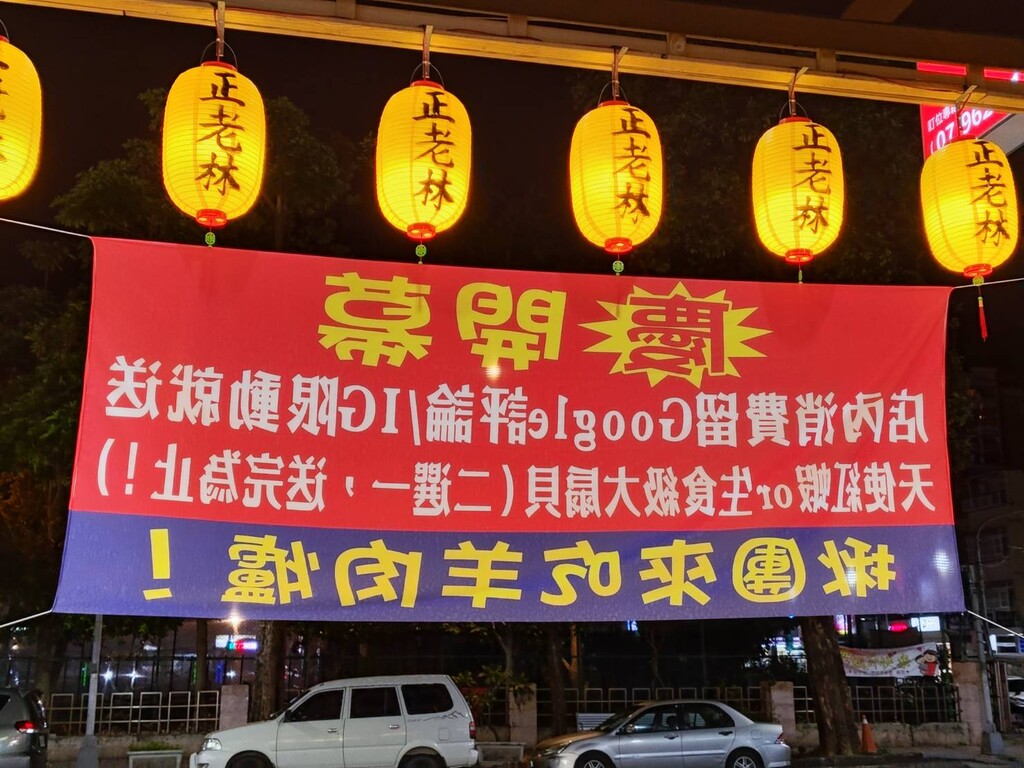 正老林
正老林
正老林
正老林
正老林
慶開幕
店內消費留Google評論/IG限動就送
天使紅蝦or生食級大扇貝(二選一，送完為止!)
揪團來吃羊肉爐!